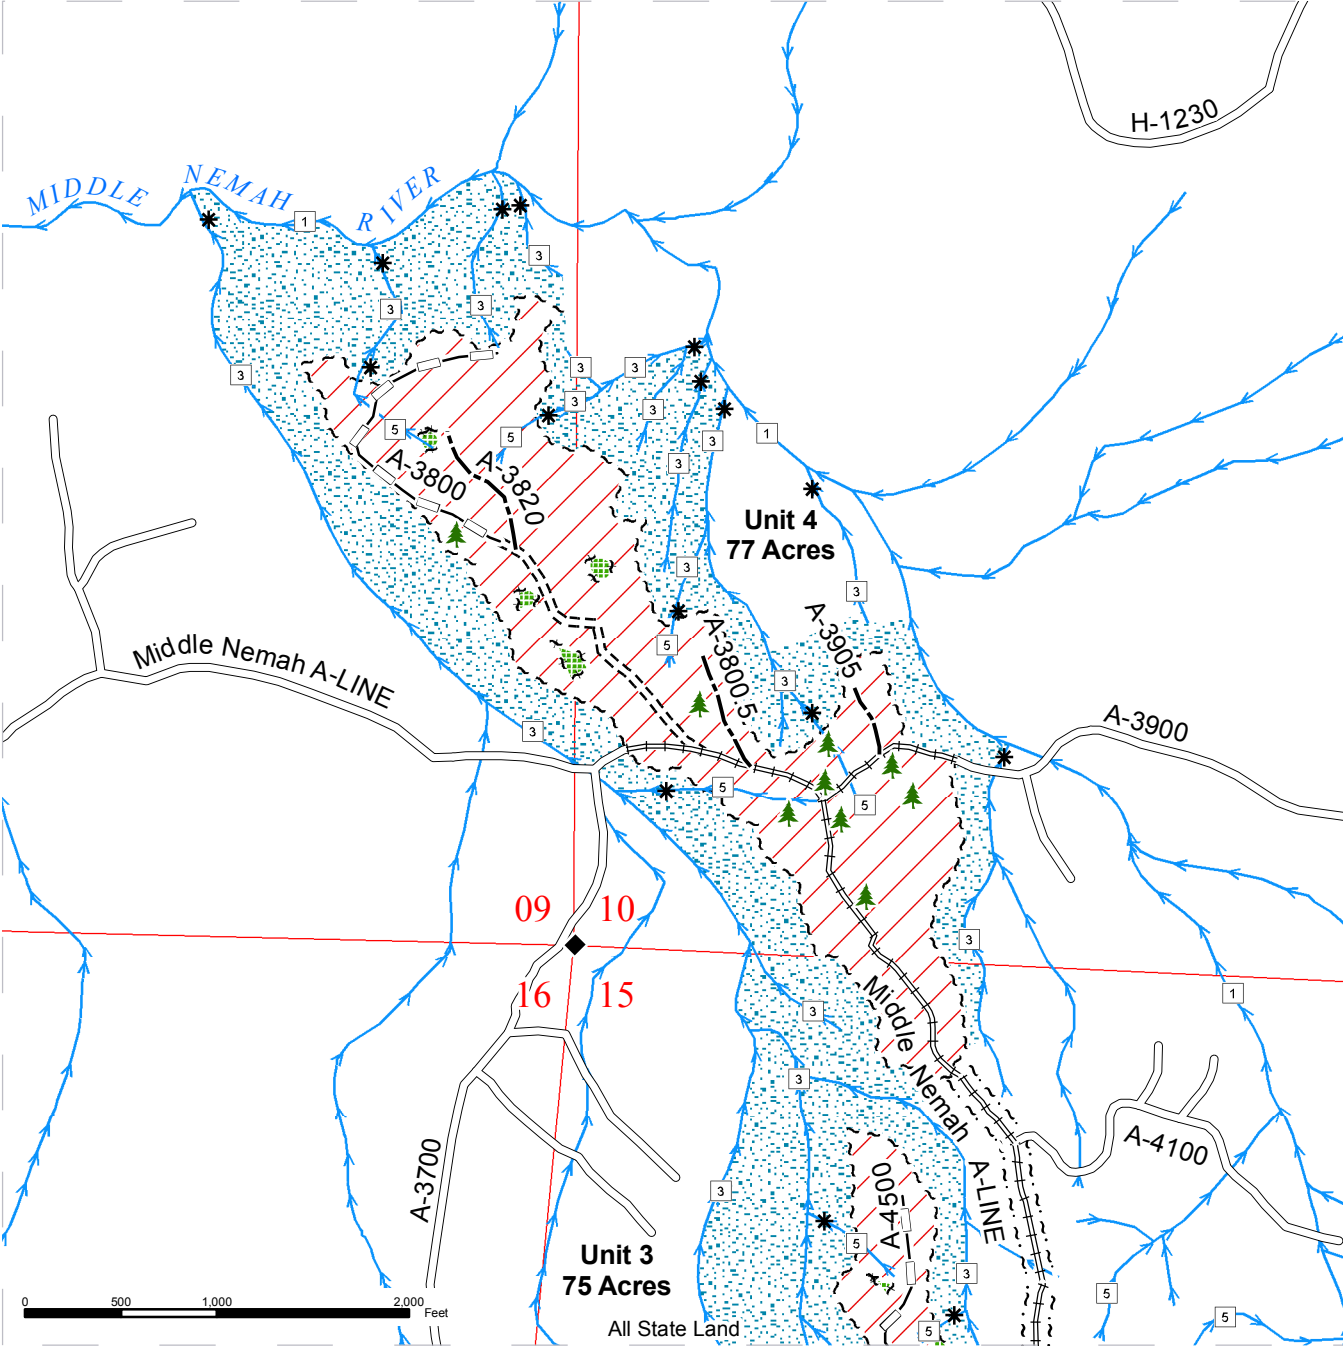 H-1230
MIDDLE NEMAH RIVER
1
3
3
3
3
3
3
3
3
5
5
3
3
1
3
A-3800
A-3820
Unit 4
77 Acres
3
3
A-3905
5
A-3800.5
3
Middle Nemah A-LINE
3
A-3900
5
5
09
10
16
15
3
1
3
Middle Nemah A-LINE
3
A-3700
A-4100
3
A-4500
5
3
Unit 3
75 Acres
5
5
5
0
500
1,000
2,000
Feet
All State Land